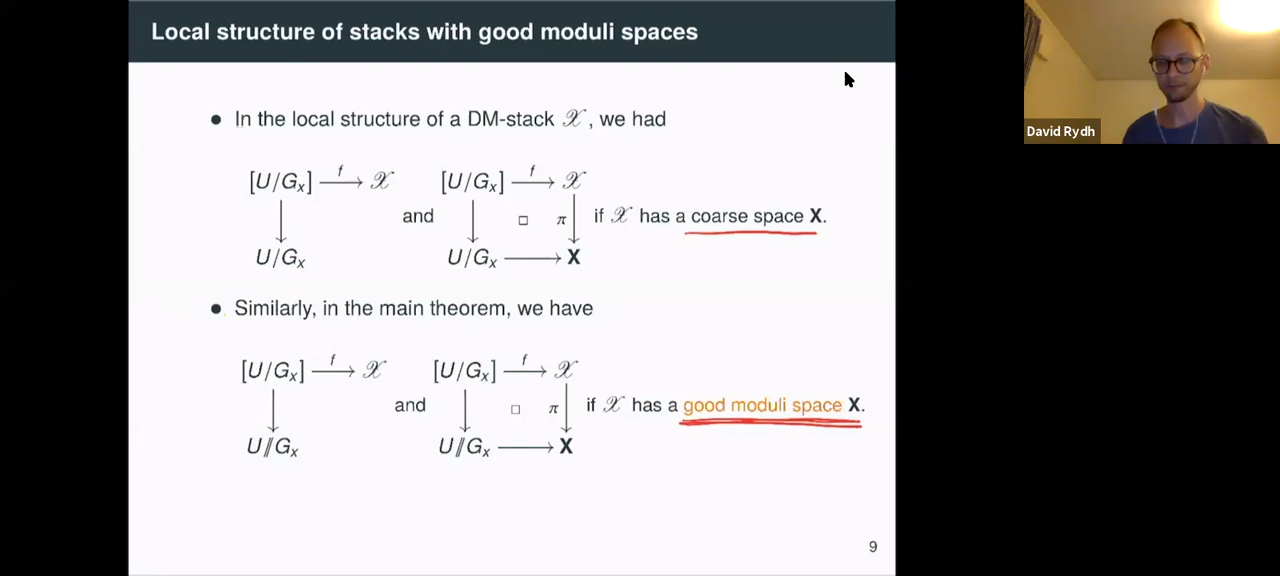 Local structure of stacks with good moduli spaces
• In the local structure of a DM-stack 𝒳, we had
[U/Gₓ] —f→ 𝒳 [U/Gₓ] —f→ 𝒳
and □ π if 𝒳 has a coarse space X.
U/Gₓ U/Gₓ ⟶ X
• Similarly, in the main theorem, we have
[U/Gₓ] —f→ 𝒳 [U/Gₓ] —f→ 𝒳
and □ π if 𝒳 has a good moduli space X.
U//Gₓ U//Gₓ ⟶ X
9
David Rydh